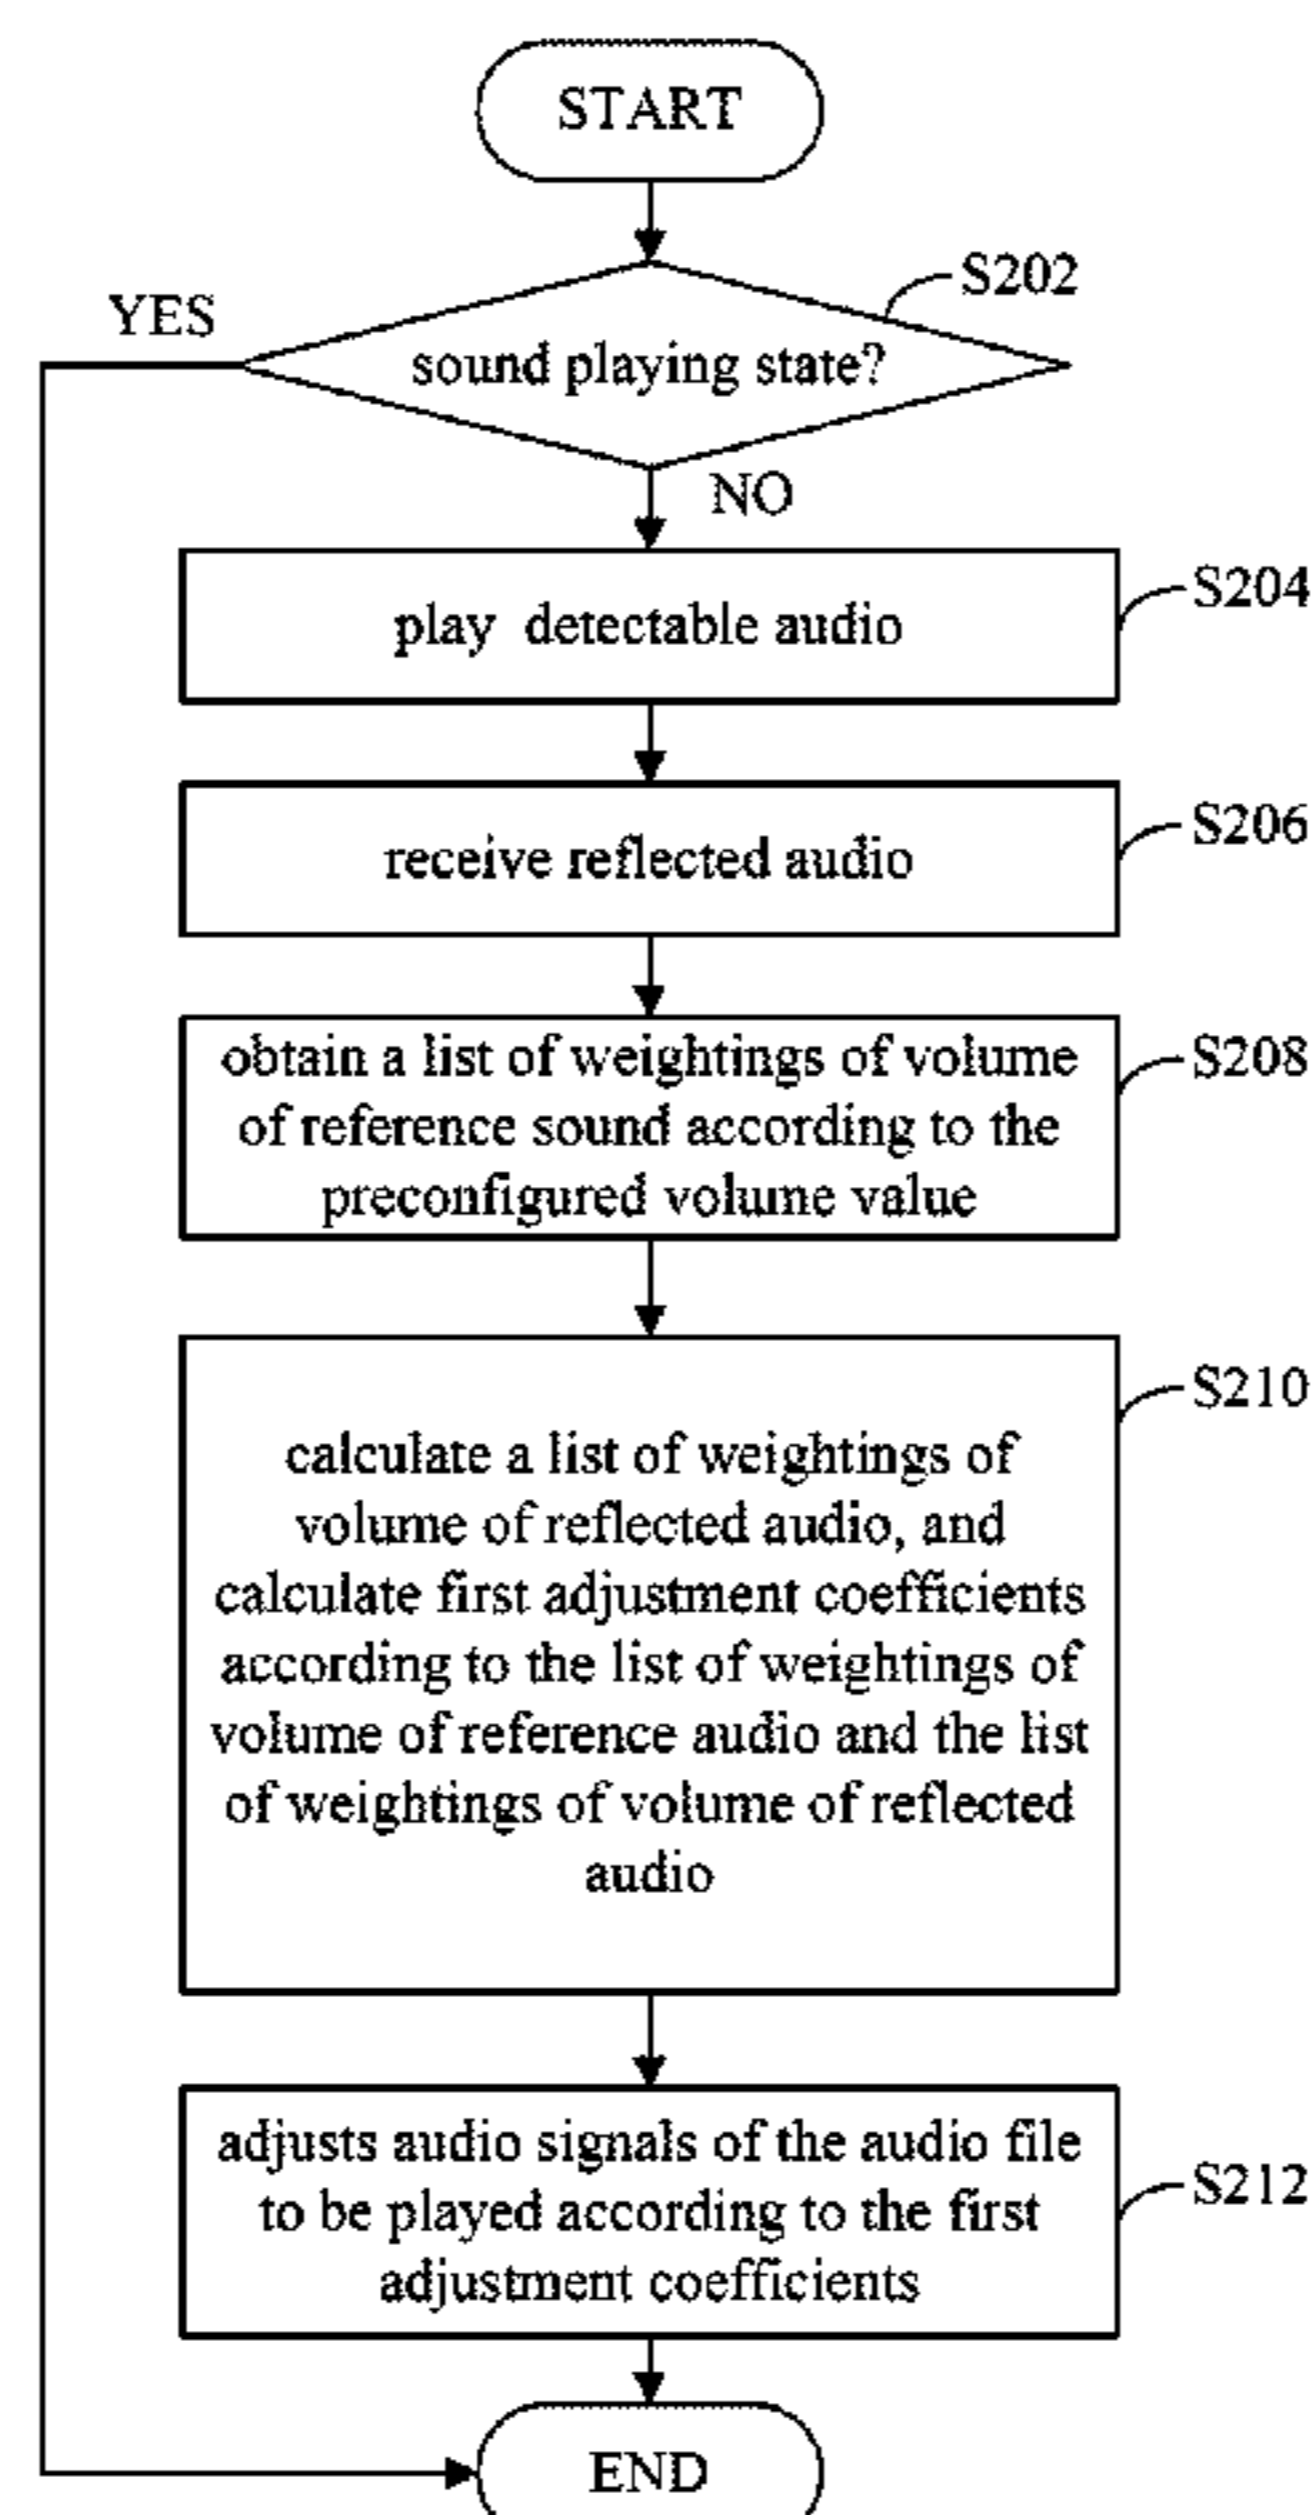 START
S202
YES
sound playing state?
NO
S204
play detectable audio
S206
receive reflected audio
S208
obtain a list of weightings of volume
of reference sound according to the
preconfigured volume value
S210
calculate a list of weightings of
volume of reflected audio, and
calculate first adjustment coefficients
according to the list of weightings of
volume of reference audio and the list
of weightings of volume of reflected
audio
adjusts audio signals of the audio file
S212
to be played according to the first
adjustment coefficients
END